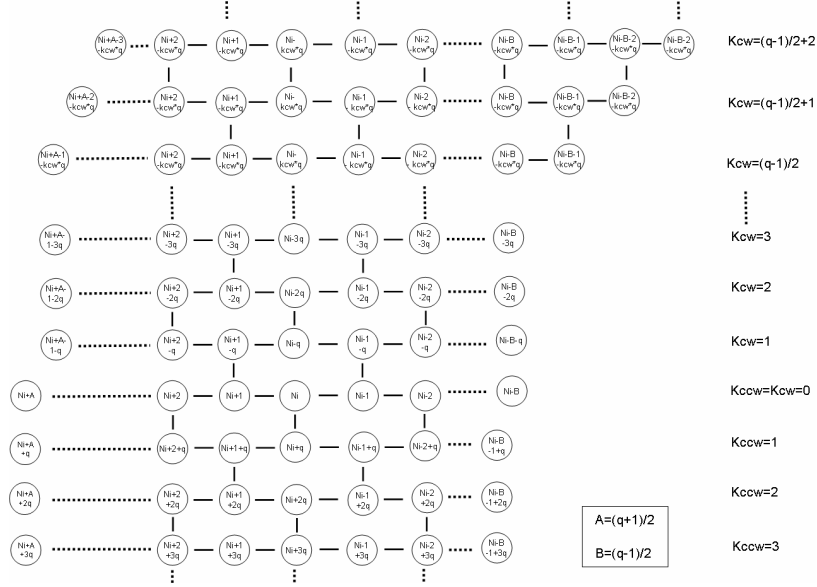 Ni+A-3 -kcw*q Ni+2 -kcw*q Ni+1 -kcw*q Ni- kcw*q Ni-1 -kcw*q Ni-2 -kcw*q Ni-B -kcw*q Ni-B-1 -kcw*q Ni-B-2 -kcw*q Ni-B-2 -kcw*q Kcw=(q-1)/2+2
Ni+A-2 -kcw*q Ni+2 -kcw*q Ni+1 -kcw*q Ni- kcw*q Ni-1 -kcw*q Ni-2 - kcw*q Ni-B -kcw*q Ni-B-1 -kcw*q Ni-B-2 -kcw*q Kcw=(q-1)/2+1
Ni+A-1 -kcw*q Ni+2 -kcw*q Ni+1 -kcw*q Ni- kcw*q Ni-1 -kcw*q Ni-2 -kcw*q Ni-B -kcw*q Ni-B-1 -kcw*q Kcw=(q-1)/2
Ni+A- 1-3q Ni+2 -3q Ni+1 -3q Ni-3q Ni-1 -3q Ni-2 -3q Ni-B -3q Kcw=3
Ni+A- 1-2q Ni+2 -2q Ni+1 -2q Ni-2q Ni-1 -2q Ni-2 -2q Ni-B -2q Kcw=2
Ni+A- 1-q Ni+2 -q Ni+1 -q Ni-q Ni-1 -q Ni-2 -q Ni-B-q Kcw=1
Ni+A Ni+2 Ni+1 Ni Ni-1 Ni-2 Ni-B Kccw=Kcw=0
Ni+A +q Ni+2+q Ni+1+q Ni+q Ni-1+q Ni-2+q Ni-B -1+q Kccw=1
Ni+A +2q Ni+2 +2q Ni+1 +2q Ni+2q Ni-1 +2q Ni-2 +2q Ni-B -1+2q Kccw=2
A=(q+1)/2
Ni+A +3q Ni+2 +3q Ni+1 +3q Ni+3q Ni-1 +3q Ni-2 +3q Ni-B -1+3q Kccw=3
B=(q-1)/2